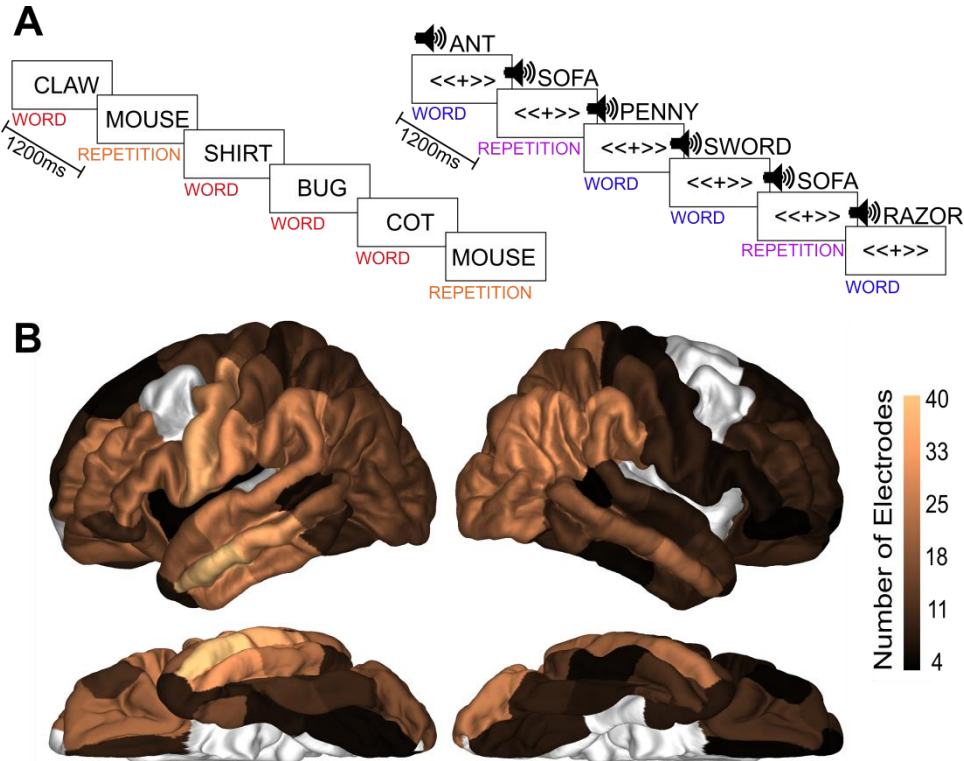 A
CLAW
WORD
1200ms
MOUSE
REPETITION
SHIRT
WORD
BUG
WORD
COT
WORD
MOUSE
REPETITION
ANT
<<+>>
WORD
1200ms
SOFA
<<+>>
REPETITION
PENNY
<<+>>
WORD
SWORD
<<+>>
WORD
SOFA
<<+>>
REPETITION
RAZOR
<<+>>
WORD
B
Number of Electrodes
40
33
25
18
11
4